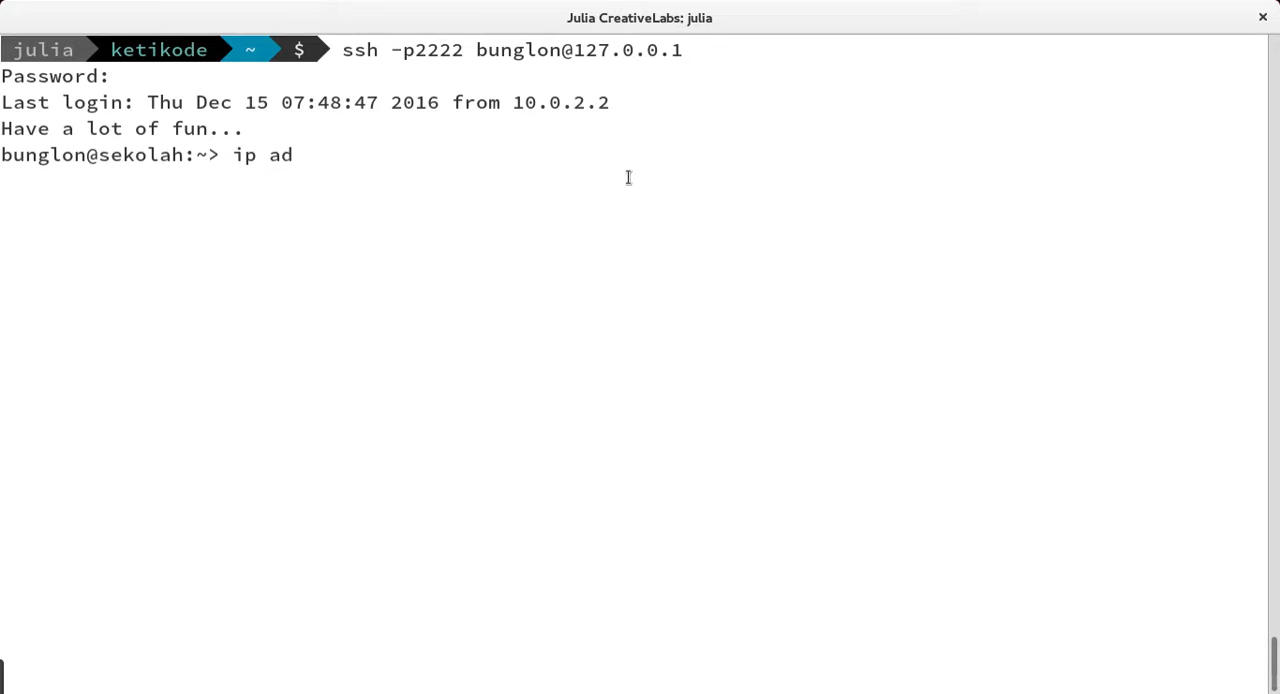 Julia CreativeLabs; julia ×
julia ketikode ~ $ ssh -p2222 bunglon@127.0.0.1
Password:
Last login: Thu Dec 15 07:48:47 2016 from 10.0.2.2
Have a lot of fun...
bunglon@sekolah:~> ip ad